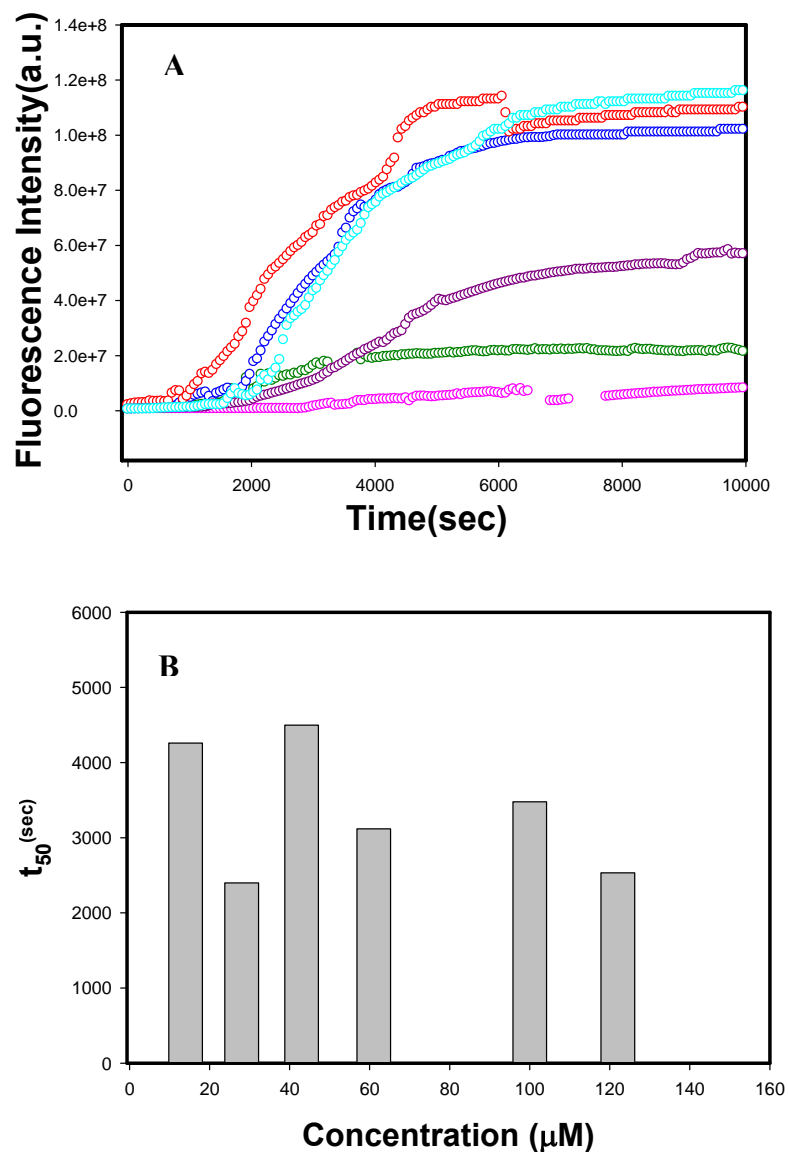 1.4e+8
A
1.2e+8
1.0e+8
8.0e+7
6.0e+7
4.0e+7
2.0e+7
0.0
Fluorescence Intensity(a.u.)
0 2000 4000 6000 8000 10000
Time(sec)
6000
B
5000
4000
3000
2000
1000
0
t50(sec)
0 20 40 60 80 100 120 140 160
Concentration (μM)